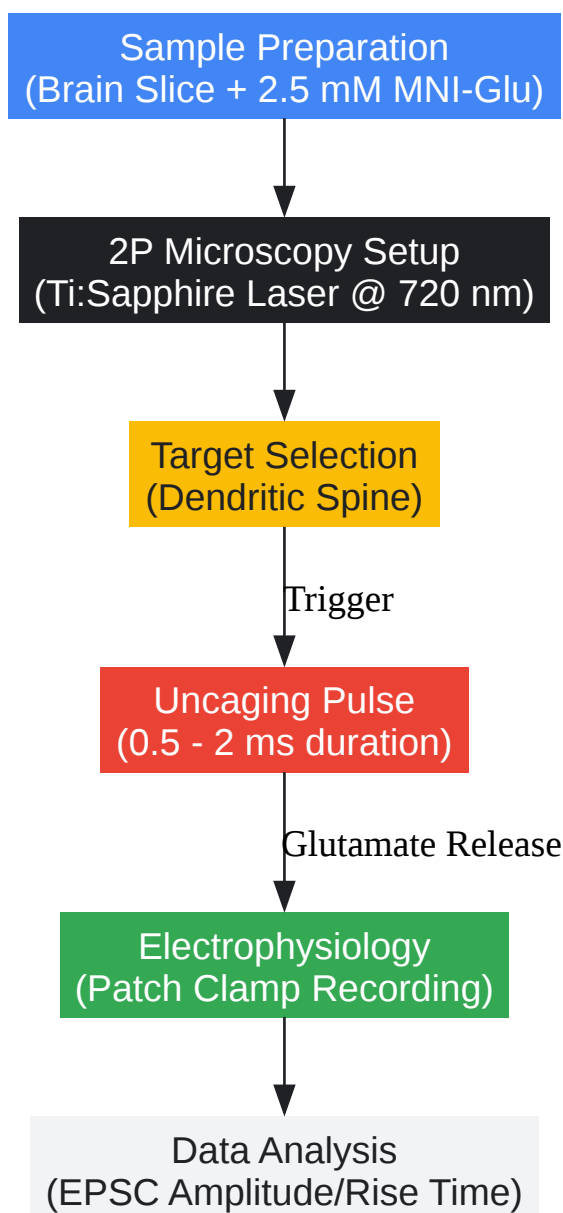 Sample Preparation
(Brain Slice + 2.5 mM MNI-Glu)
2P Microscopy Setup
(Ti:Sapphire Laser @ 720 nm)
Target Selection
(Dendritic Spine)
Trigger
Uncaging Pulse
(0.5 - 2 ms duration)
Glutamate Release
Electrophysiology
(Patch Clamp Recording)
Data Analysis
(EPSC Amplitude/Rise Time)